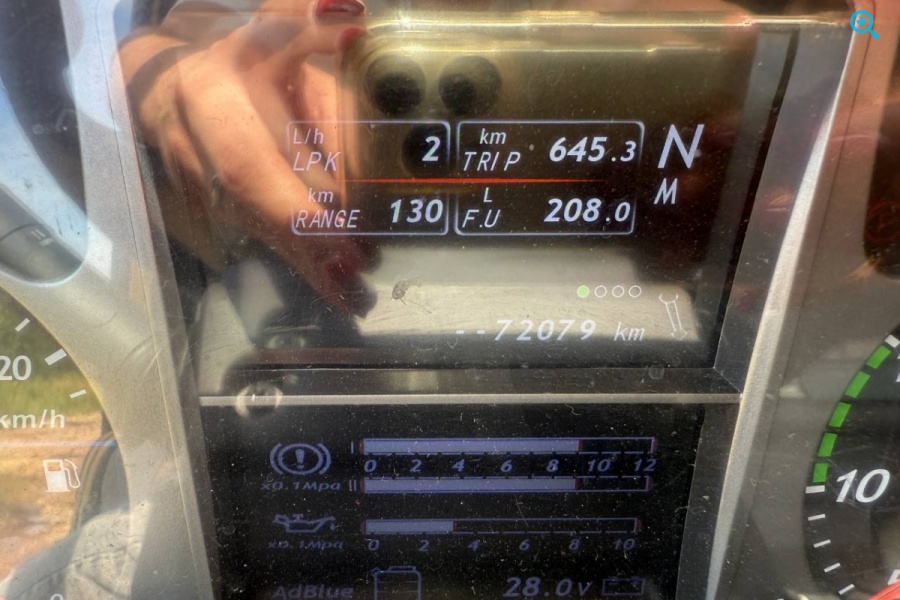 L/h LPK 2
km TRIP 645.3
N
km RANGE 130
L F.U 208.0
M
--72079 km
20
km/h
0 2 4 6 8 10 12
x0.1Mpa
I
II
10
x0.1Mpa
0 2 4 6 8 10
AdBlue
28.0V